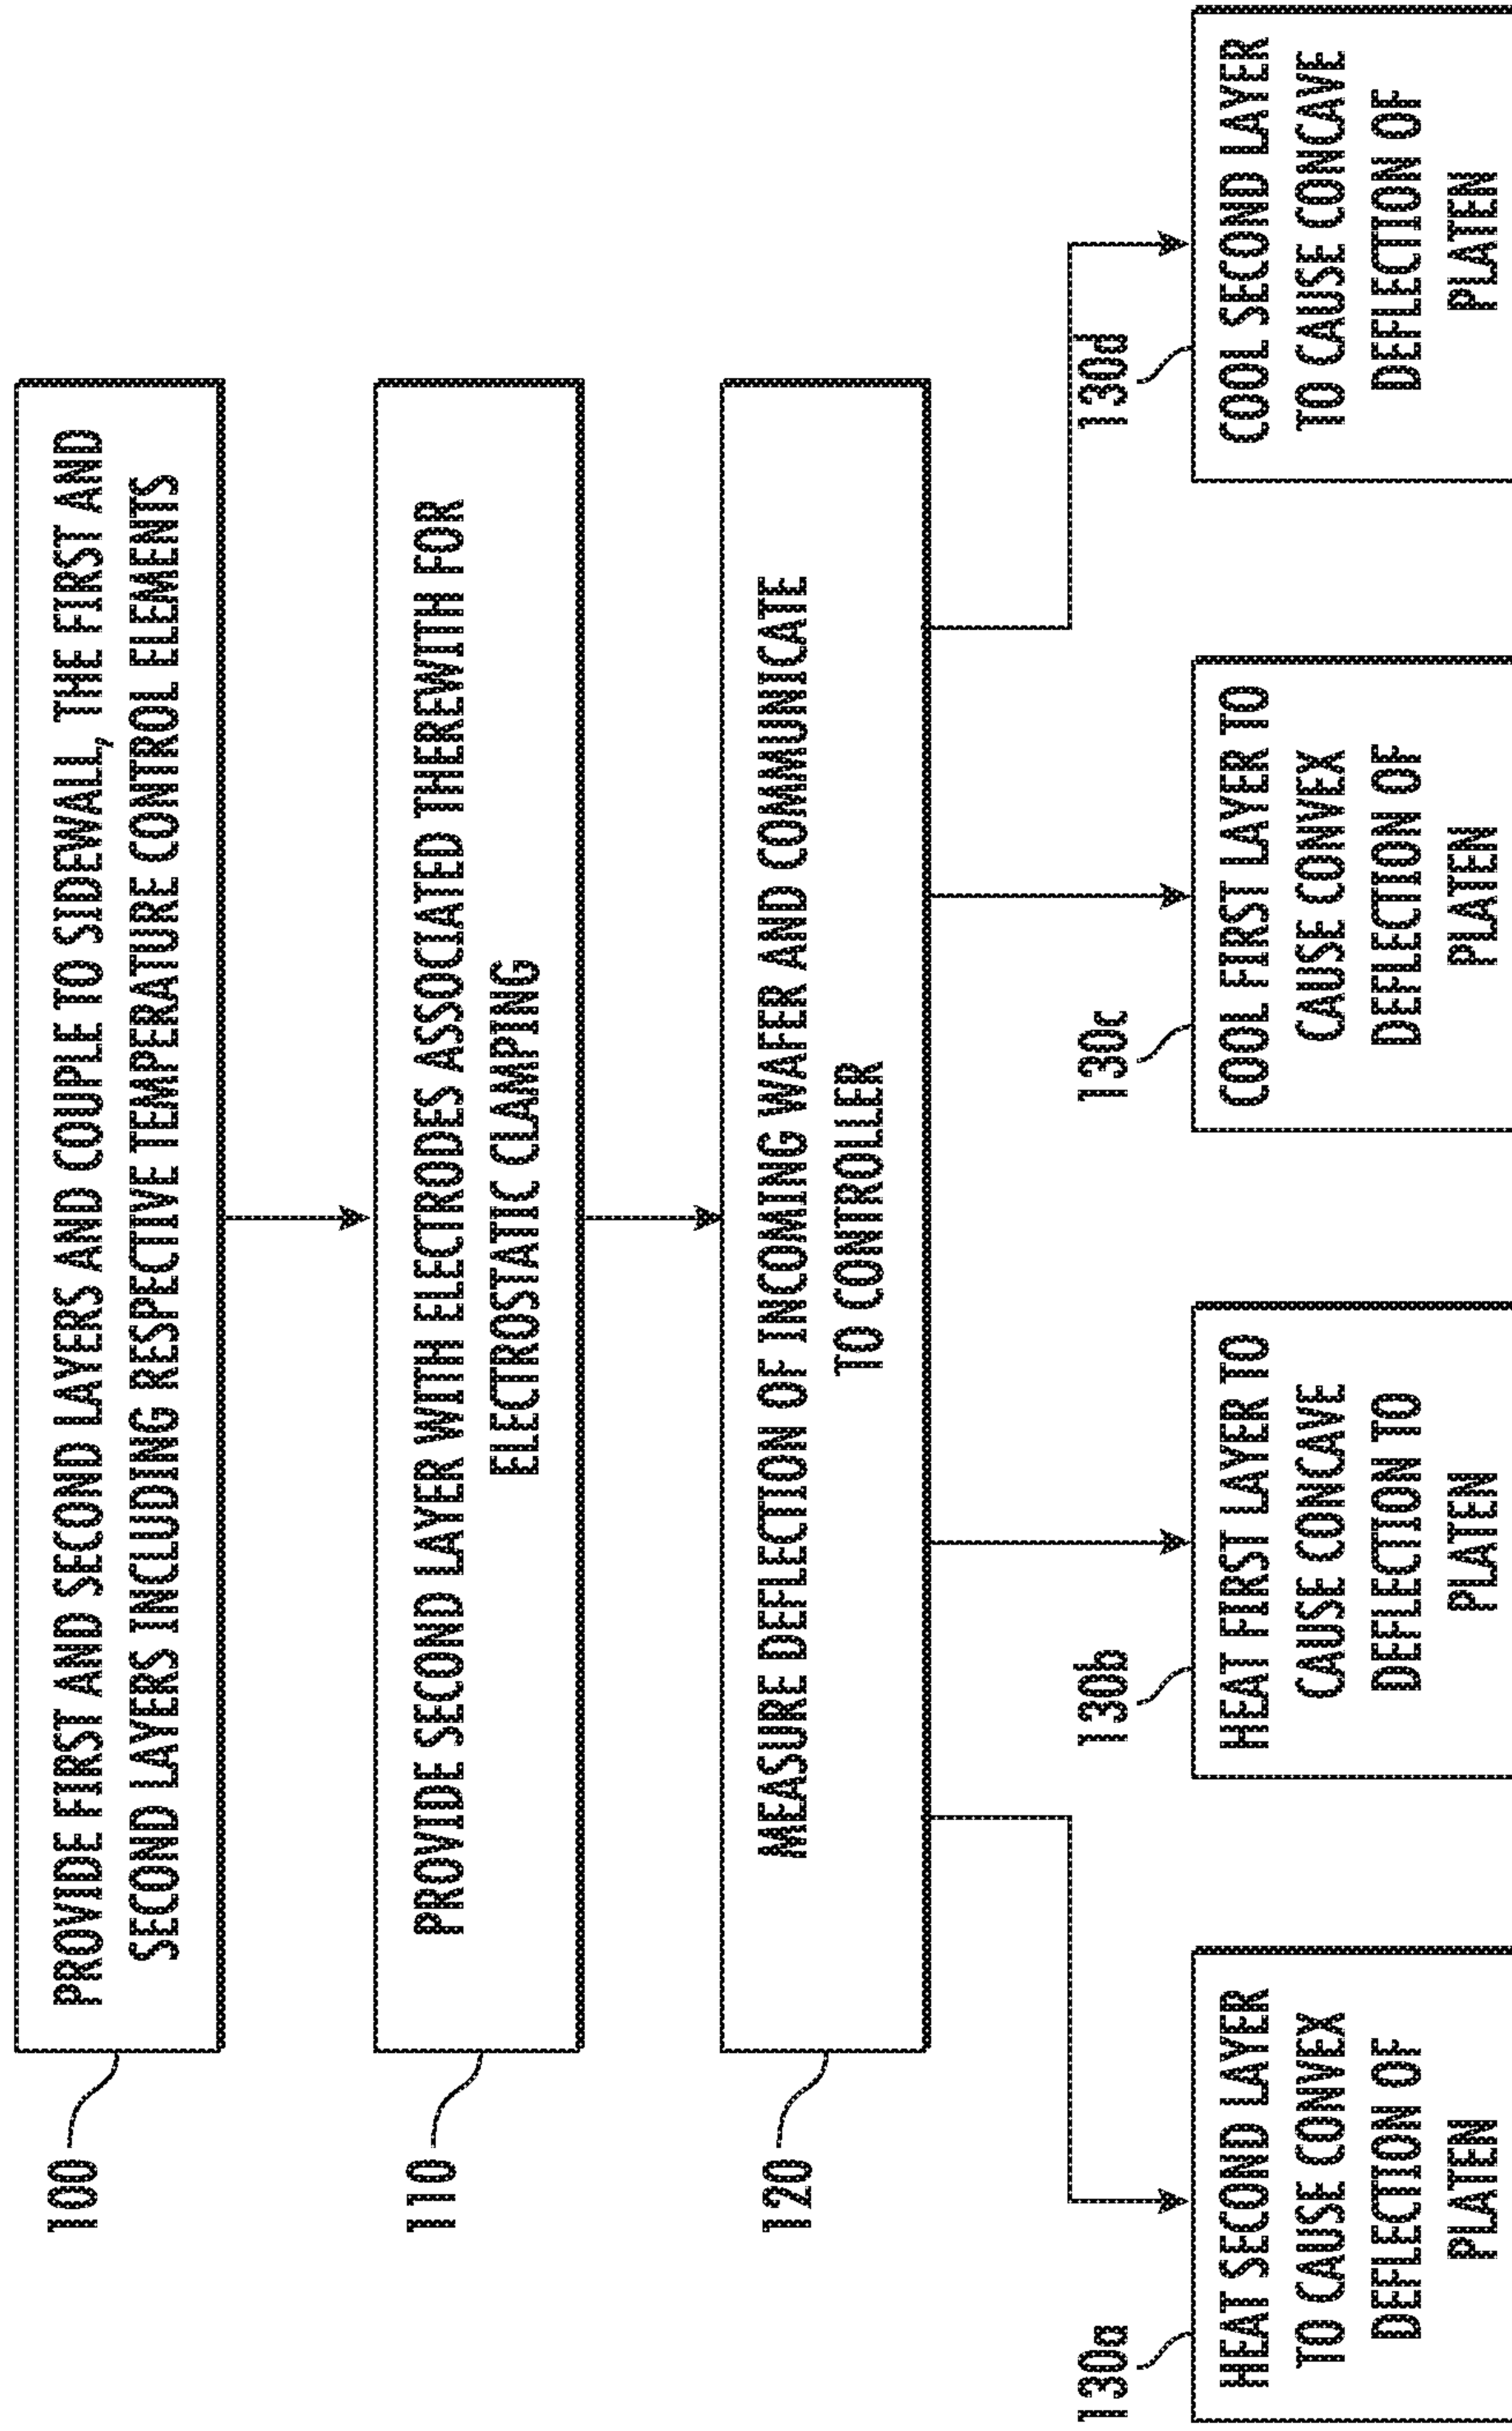 100
PROVIDE FIRST AND SECOND LAYERS AND COUPLE TO SIDEWALL, THE FIRST AND
SECOND LAYERS INCLUDING RESPECTIVE TEMPERATURE CONTROL ELEMENTS
110
PROVIDE SECOND LAYER WITH ELECTRODES ASSOCIATED THEREWITH FOR
ELECTROSTATIC CLAMPING
120
MEASURE DEFLECTION OF INCOMING WAFER AND COMMUNICATE
TO CONTROLLER
130a
HEAT SECOND LAYER
TO CAUSE CONVEX
DEFLECTION OF
PLATEN
130b
HEAT FIRST LAYER TO
CAUSE CONCAVE
DEFLECTION TO
PLATEN
130c
COOL FIRST LAYER TO
CAUSE CONVEX
DEFLECTION OF
PLATEN
130d
COOL SECOND LAYER
TO CAUSE CONCAVE
DEFLECTION OF
PLATEN